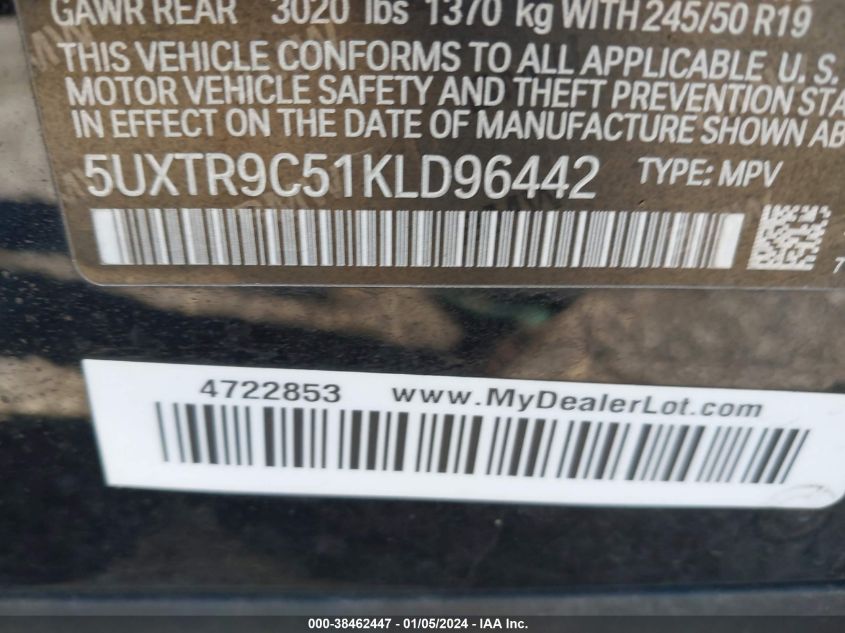 GAWR REAR 3020 lbs 1370 kg WITH 245/50 R19
THIS VEHICLE CONFORMS TO ALL APPLICABLE U. S.
MOTOR VEHICLE SAFETY AND THEFT PREVENTION STA
IN EFFECT ON THE DATE OF MANUFACTURE SHOWN AB
5UXTR9C51KLD96442 TYPE: MPV
7
4722853 www.MyDealerLot.com
000-38462447 - 01/05/2024 - IAA Inc.